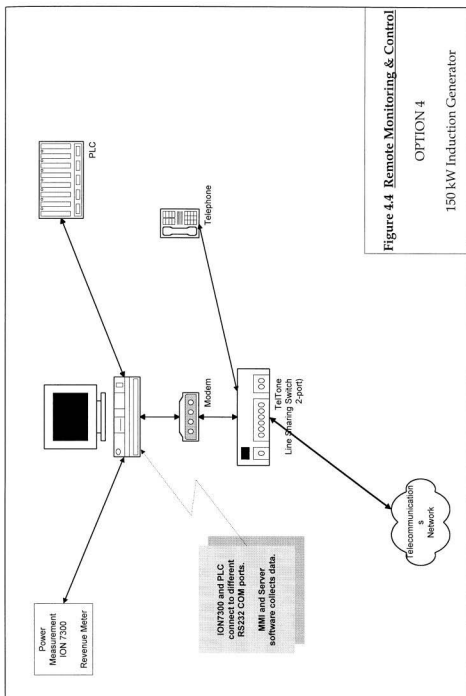 Power
Measurement
ION 7300
Revenue Meter
PLC
Modem
Telephone
TelTone
Line Sharing Switch
2-port)
ION7300 and PLC
connect to different
RS232 COM ports.
MMI and Server
software collects data.
Telecommunication
s
Network
Figure 4.4 Remote Monitoring & Control
OPTION 4
150 kW Induction Generator